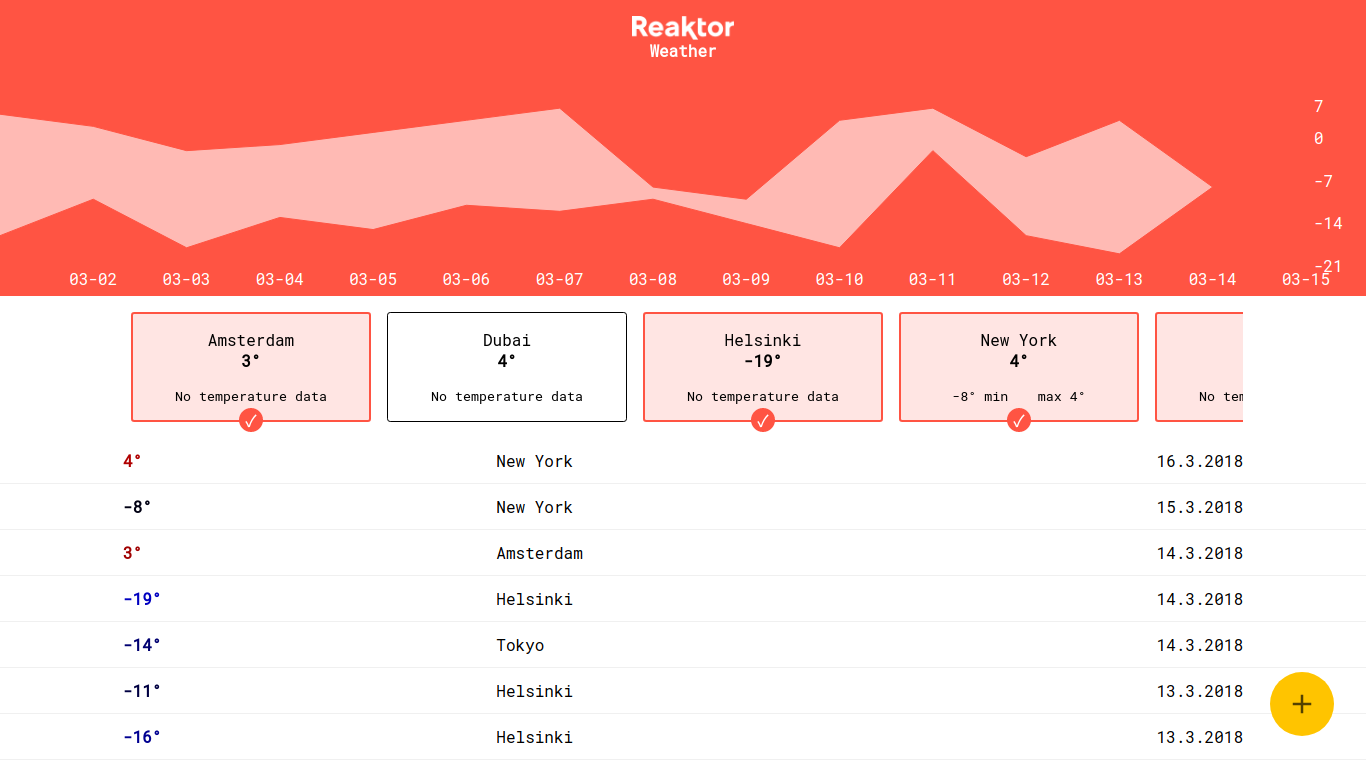 Reaktor
Weather
7
0
-7
-14
-21
03-02 03-03 03-04 03-05 03-06 03-07 03-08 03-09 03-10 03-11 03-12 03-13 03-14 03-15
Amsterdam
3°
No temperature data
Dubai
4°
No temperature data
Helsinki
-19°
No temperature data
New York
4°
-8° min max 4°
No tem
4° New York 16.3.2018
-8° New York 15.3.2018
3° Amsterdam 14.3.2018
-19° Helsinki 14.3.2018
-14° Tokyo 14.3.2018
-11° Helsinki 13.3.2018
-16° Helsinki 13.3.2018